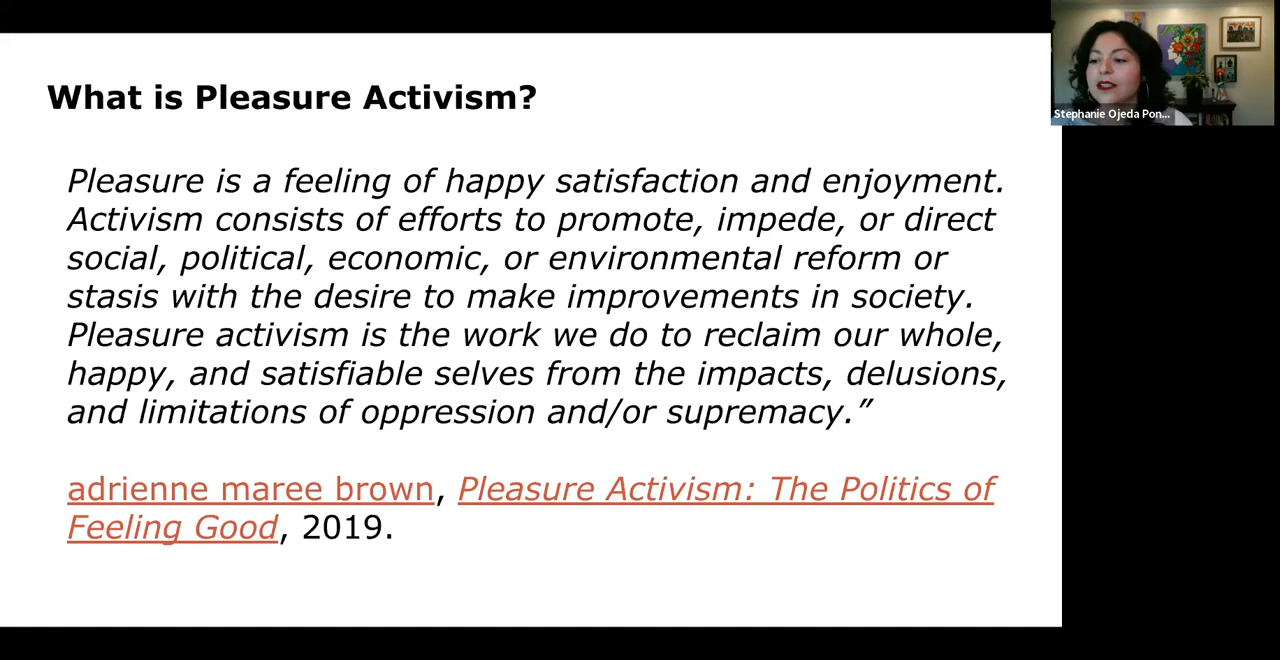 What is Pleasure Activism?
Pleasure is a feeling of happy satisfaction and enjoyment.
Activism consists of efforts to promote, impede, or direct
social, political, economic, or environmental reform or
stasis with the desire to make improvements in society.
Pleasure activism is the work we do to reclaim our whole,
happy, and satisfiable selves from the impacts, delusions,
and limitations of oppression and/or supremacy.”
adrienne maree brown, Pleasure Activism: The Politics of
Feeling Good, 2019.
Stephanie Ojeda Pon...